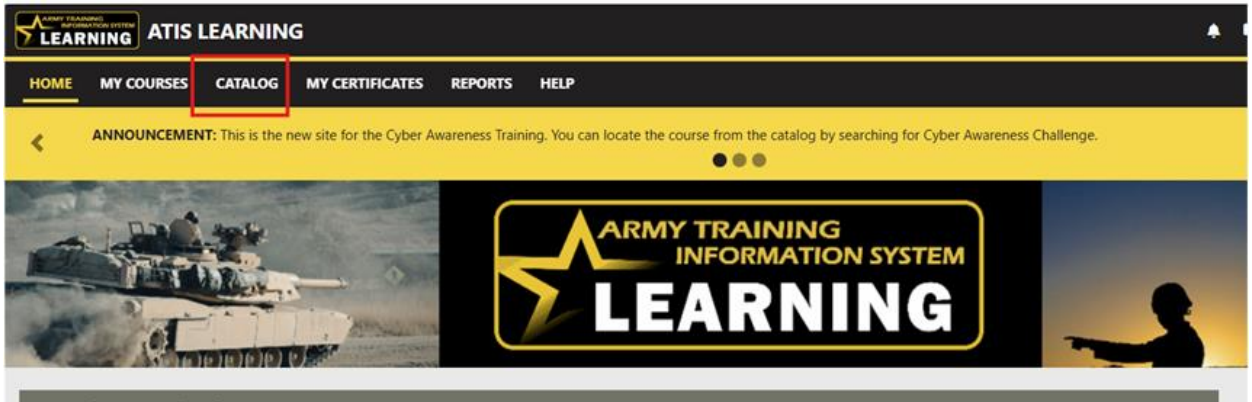 ARMY TRAINING
INFORMATION SYSTEM
LEARNING
ATIS LEARNING
HOME MY COURSES CATALOG MY CERTIFICATES REPORTS HELP
ANNOUNCEMENT: This is the new site for the Cyber Awareness Training. You can locate the course from the catalog by searching for Cyber Awareness Challenge.
ARMY TRAINING
INFORMATION SYSTEM
LEARNING